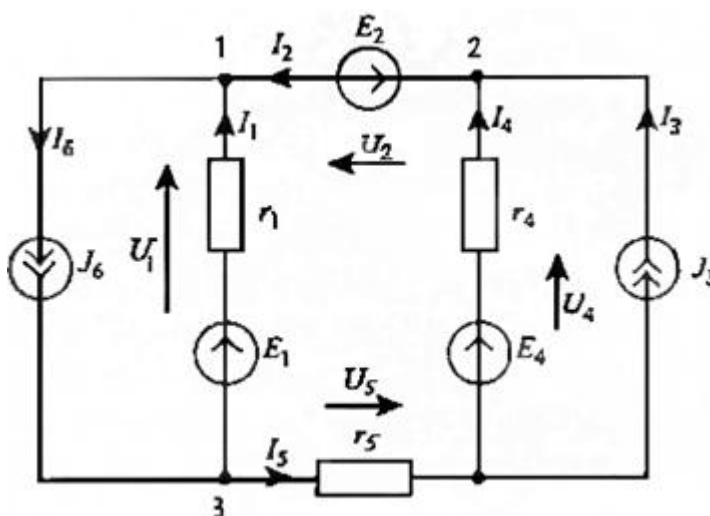 1 I₂ E₂ 2
I₆ I₁ I₄ I₃
U₂
r₁ r₄
U₁ J₆ U₄ J₃
E₁ E₄
U₅
I₅ r₅
3